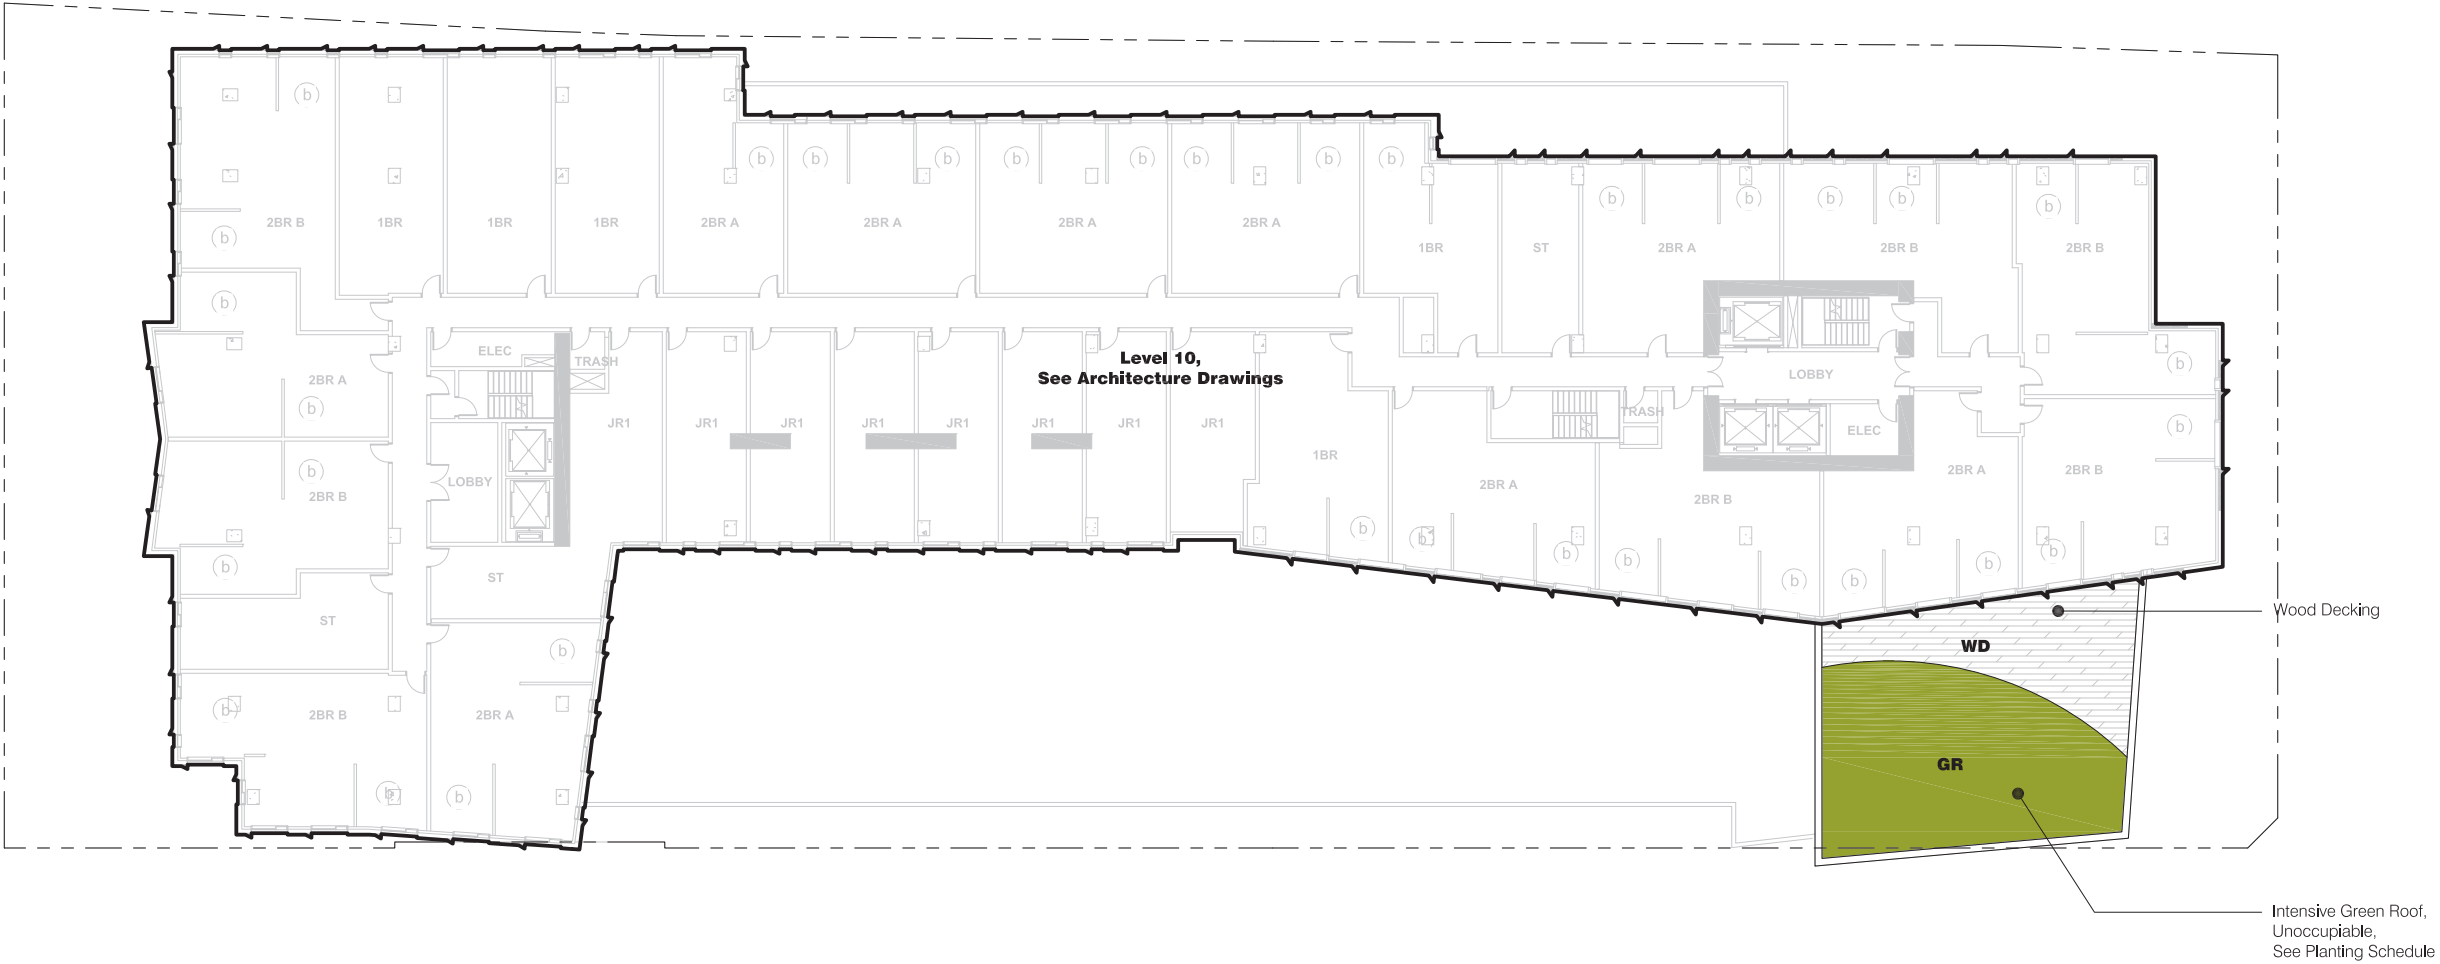 b
b b b b b b b b b
b b b b b
2BR B 1BR 1BR 1BR 2BR A 2BR A 2BR A 2BR A
b
1BR ST 2BR A 2BR B 2BR B
b
ELEC TRASH
Level 10,
See Architecture Drawings
b
2BR A
LOBBY
b
JR1 JR1 JR1 JR1 JR1 JR1 JR1
TRASH
b
ELEC
1BR
b
2BR B
LOBBY
2BR A
2BR B
2BR A
2BR B
b b b b b b b b
b
ST
b
ST
Wood Decking
b
WD
b
2BR B
2BR A
GR
b b
Intensive Green Roof,
Unoccupiable,
See Planting Schedule